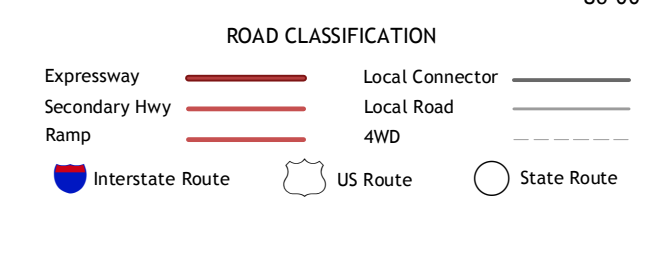 ROAD CLASSIFICATION
Expressway
Local Connector
Secondary Hwy
Local Road
Ramp
4WD
Interstate Route
US Route
State Route